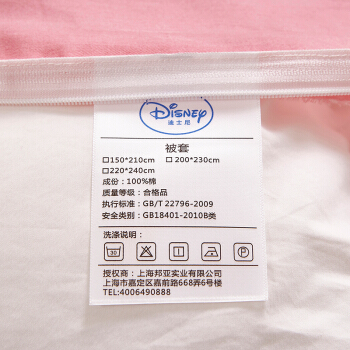 DISNEY
迪士尼
被套
□150*210cm □200*230cm
□220*240cm
成份：100%棉
质量等级：合格品
执行标准：GB/T 22796-2009
安全类别：GB18401-2010B类
洗涤说明：
30 P
授权商：上海邦亚实业有限公司
上海市嘉定区嘉前路668弄6号
TEL:4006490888